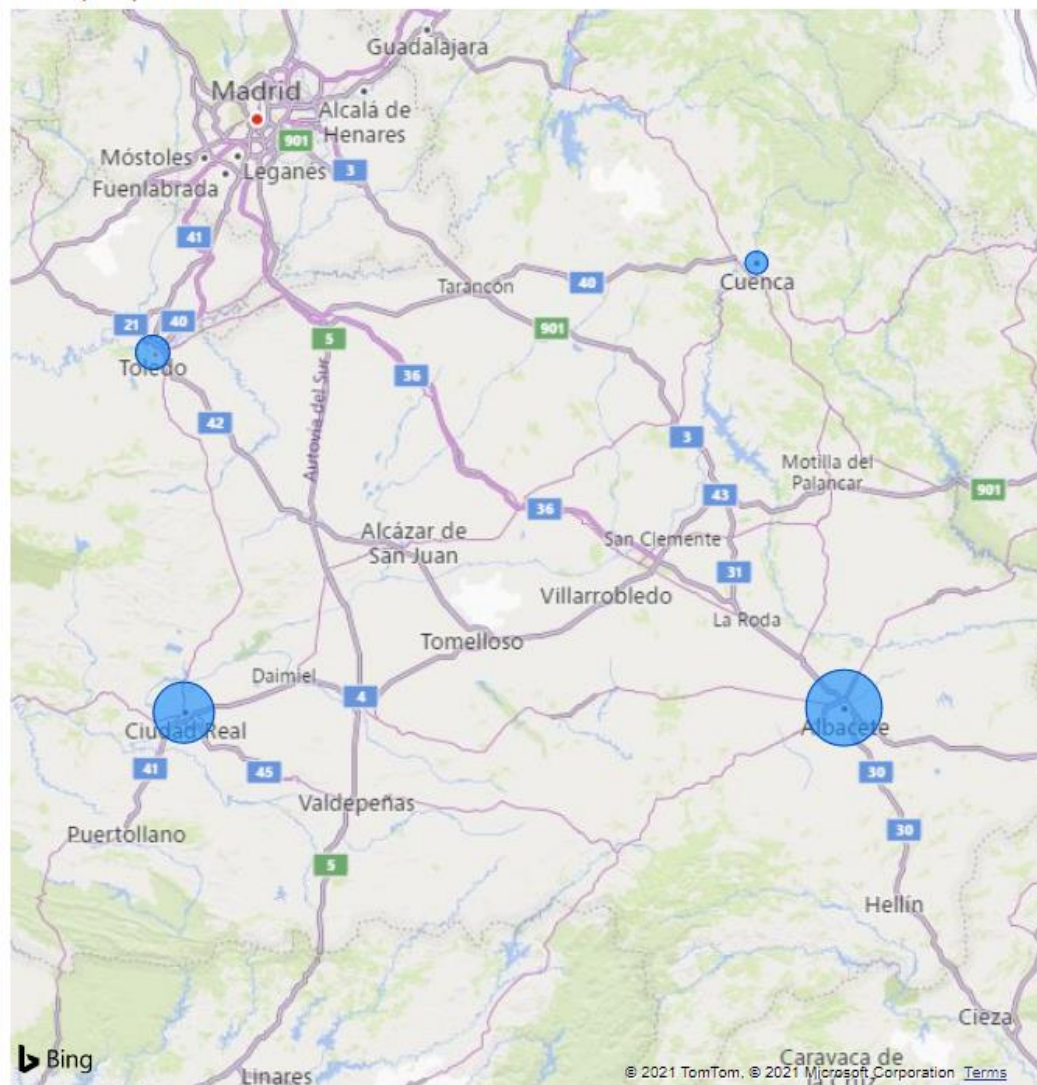 Guadalajara
Madrid
Alcalá de
Henares
901
Móstoles
Leganés
3
Fuenlabrada
41
Cuenca
Tarancón
40
21
40
901
5
Toledo
36
42
Autovía del Sur
3
Motilla del
Palancar
43
901
36
Alcázar de
San Juan
San Clemente
31
Villarrobledo
La Roda
Tomelloso
Daimiel
4
Ciudad Real
Albacete
41
45
30
Valdepeñas
Puertollano
30
5
Hellín
Cieza
Bing
Caravaca de
© 2021 TomTom, © 2021 Microsoft Corporation Terms
Linares